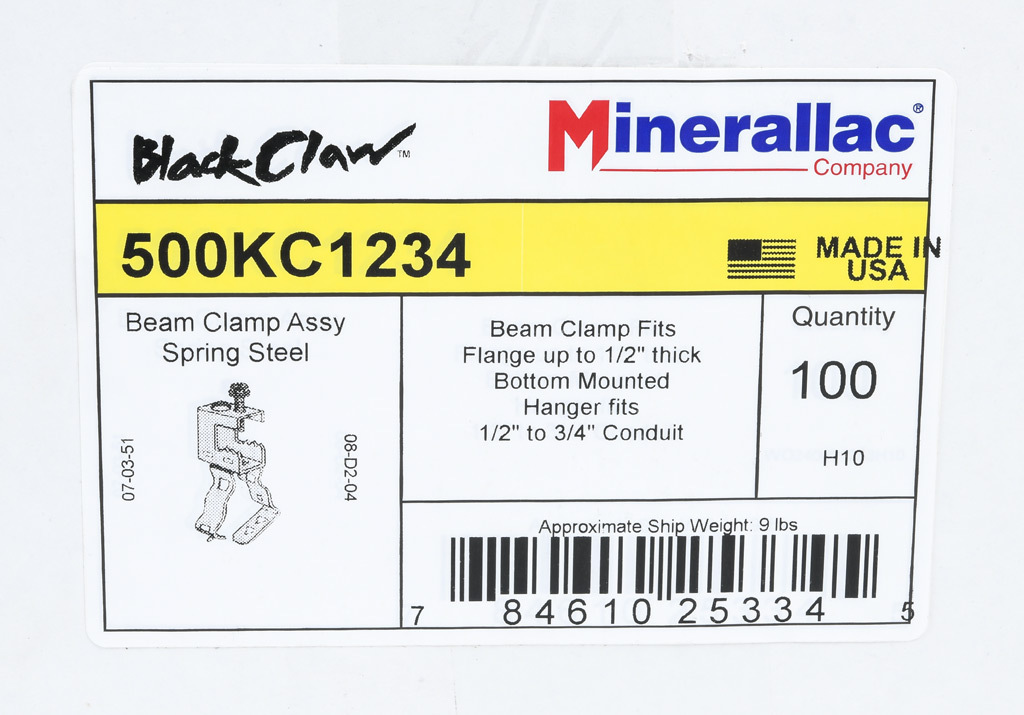 BlackClaw™
Minerallac®
Company
500KC1234
MADE IN
USA
Beam Clamp Assy
Spring Steel
07-03-51
08-D2-04
Beam Clamp Fits
Flange up to 1/2" thick
Bottom Mounted
Hanger fits
1/2" to 3/4" Conduit
Quantity
100
H10
Approximate Ship Weight: 9 lbs
7 84610 25334 5